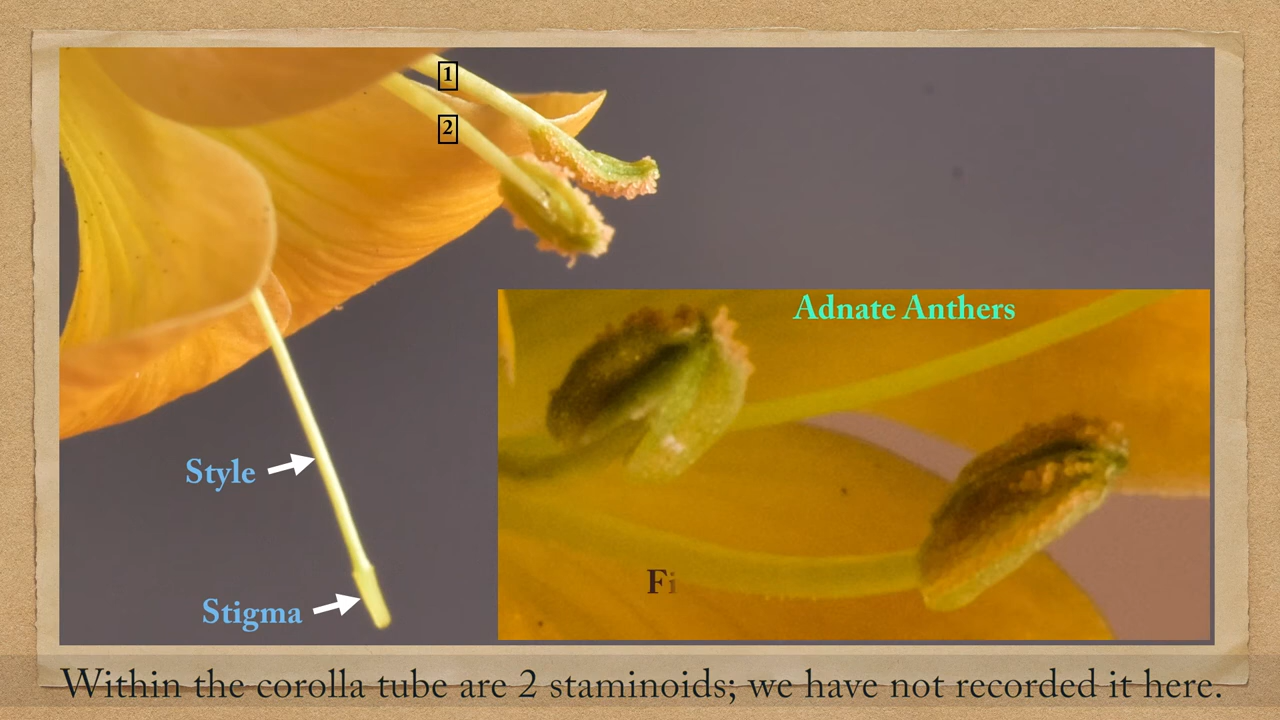 1
2
Adnate Anthers
Style
Fi
Stigma
Within the corolla tube are 2 staminoids; we have not recorded it here.